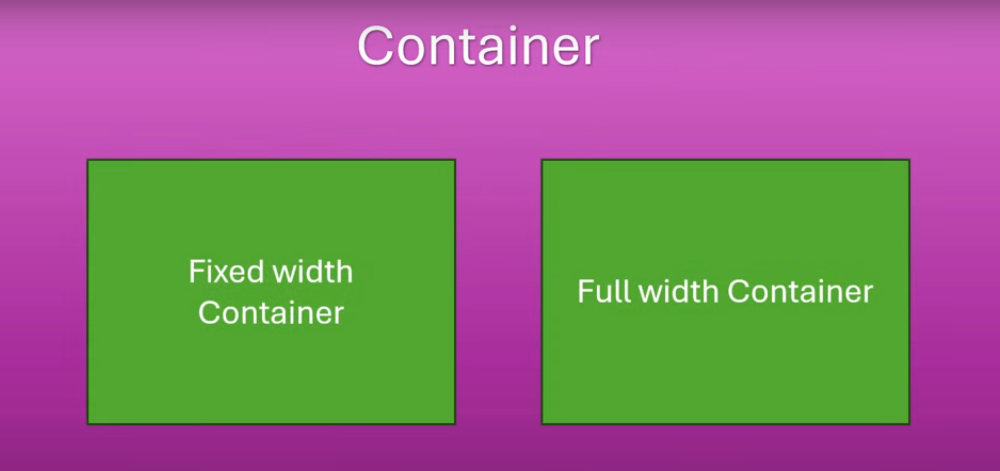 Container
Fixed width
Container
Full width Container